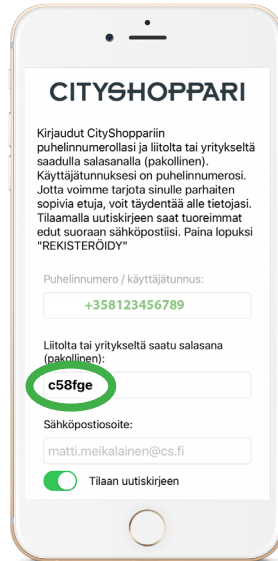 CITYSHOPPARI
Kirjaudut CityShoppariin
puhelinnumerollasi ja liitolta tai yritykseltä
saadulla salasanalla (pakollinen).
Käyttäjätunnuksesi on puhelinnumerosi.
Jotta voimme tarjota sinulle parhaiten
sopivia etuja, voit täydentää alle tietojasi.
Tilaamalla uutiskirjeen saat tuoreimmat
edut suoraan sähköpostiisi. Paina lopuksi
"REKISTERÖIDY"
Puhelinnumero / käyttäjätunnus:
+358123456789
Liitolta tai yritykseltä saatu salasana
(pakollinen):
c58fge
Sähköpostiosoite:
matti.meikalainen@cs.fi
Tilaan uutiskirjeen